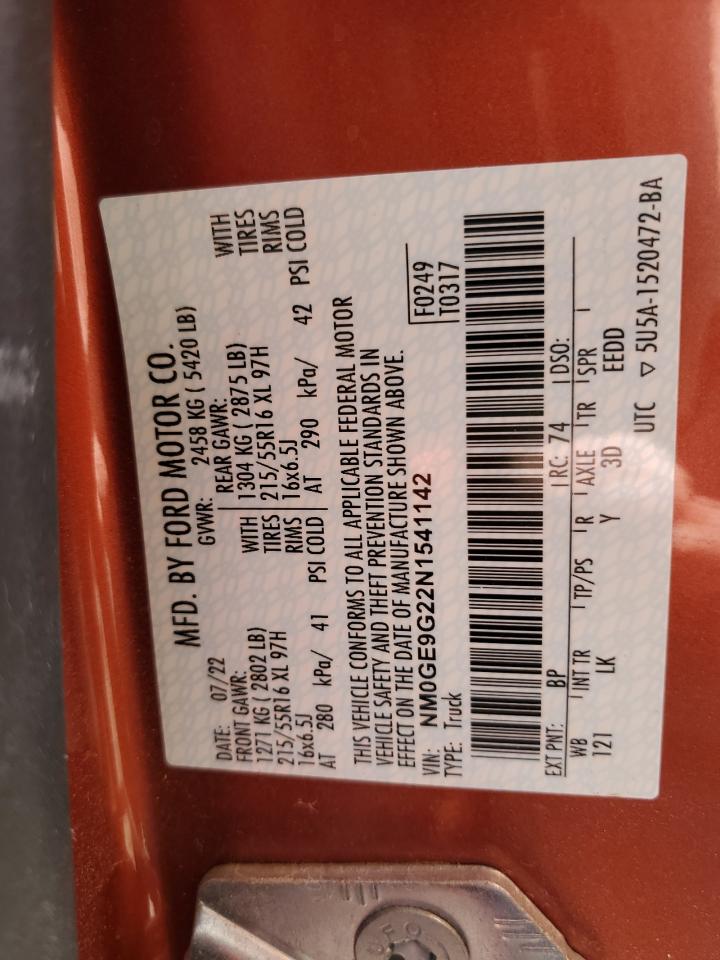 MFD. BY FORD MOTOR CO.
DATE: 07/22 GVWR: 2458 KG ( 5420 LB)
FRONT GAWR: REAR GAWR: WITH
1271 KG ( 2802 LB) WITH 1304 KG ( 2875 LB) TIRES
215/55R16 XL 97H TIRES 215/55R16 XL 97H RIMS
16x6.5J RIMS 16x6.5J
AT 280 kPa/ 41 PSI COLD AT 290 kPa/ 42 PSI COLD
THIS VEHICLE CONFORMS TO ALL APPLICABLE FEDERAL MOTOR
VEHICLE SAFETY AND THEFT PREVENTION STANDARDS IN
EFFECT ON THE DATE OF MANUFACTURE SHOWN ABOVE.
VIN: NM0GE9G22N1541142 F0249
TYPE: Truck T0317
EXT PNT: BP RC: 74 DSO:
WB INT TR TP/PS R AXLE TR SPR
121 LK Y 3D EEDD
UTC ▽ 5U5A-1520472-BA
UFO